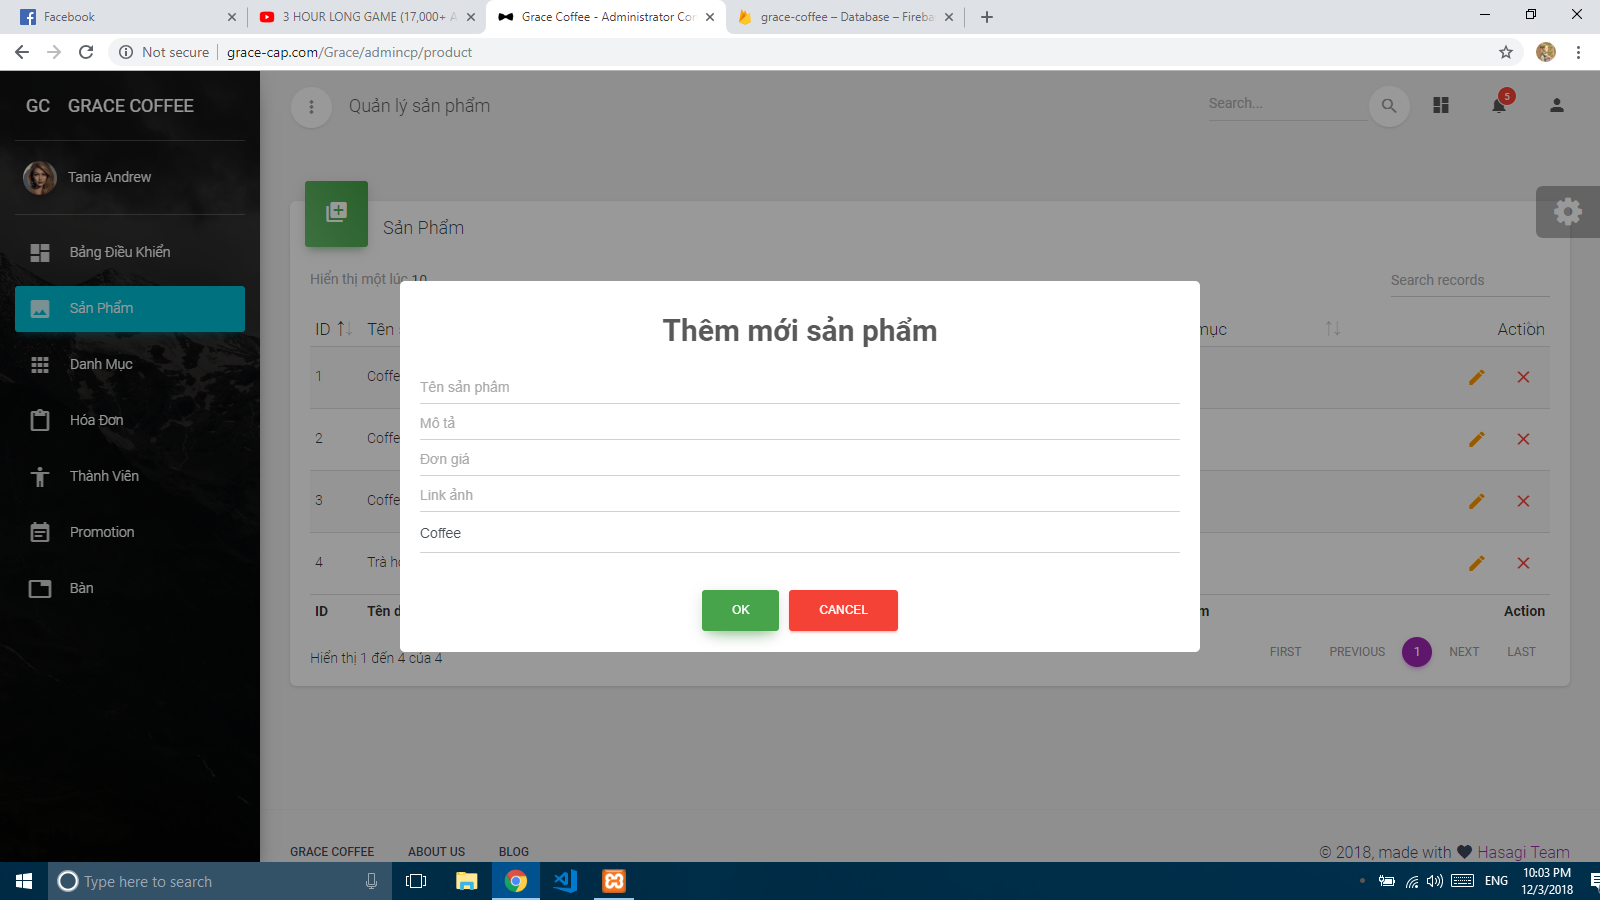 Facebook
3 HOUR LONG GAME (17,000+ A
Grace Coffee - Administrator Con
grace-coffee – Database – Fireba
Not secure
grace-cap.com/Grace/admincp/product
GC GRACE COFFEE
Quản lý sản phẩm
Search...
5
Tania Andrew
Sản Phẩm
Bảng Điều Khiển
Hiển thị một lúc 10
Search records
Sản Phẩm
Thêm mới sản phẩm
ID
Tên
mục
Action
Danh Mục
1
Coffe
Tên sản phẩm
Hóa Đơn
Mô tả
2
Coffe
Đơn giá
Thành Viên
Link ảnh
3
Coffe
Promotion
Coffee
4
Trà h
Bàn
OK
CANCEL
ID
Tên d
m
Action
Hiển thị 1 đến 4 của 4
FIRST
PREVIOUS
1
NEXT
LAST
GRACE COFFEE
ABOUT US
BLOG
© 2018, made with Hasagi Team
Type here to search
ENG
10:03 PM
12/3/2018